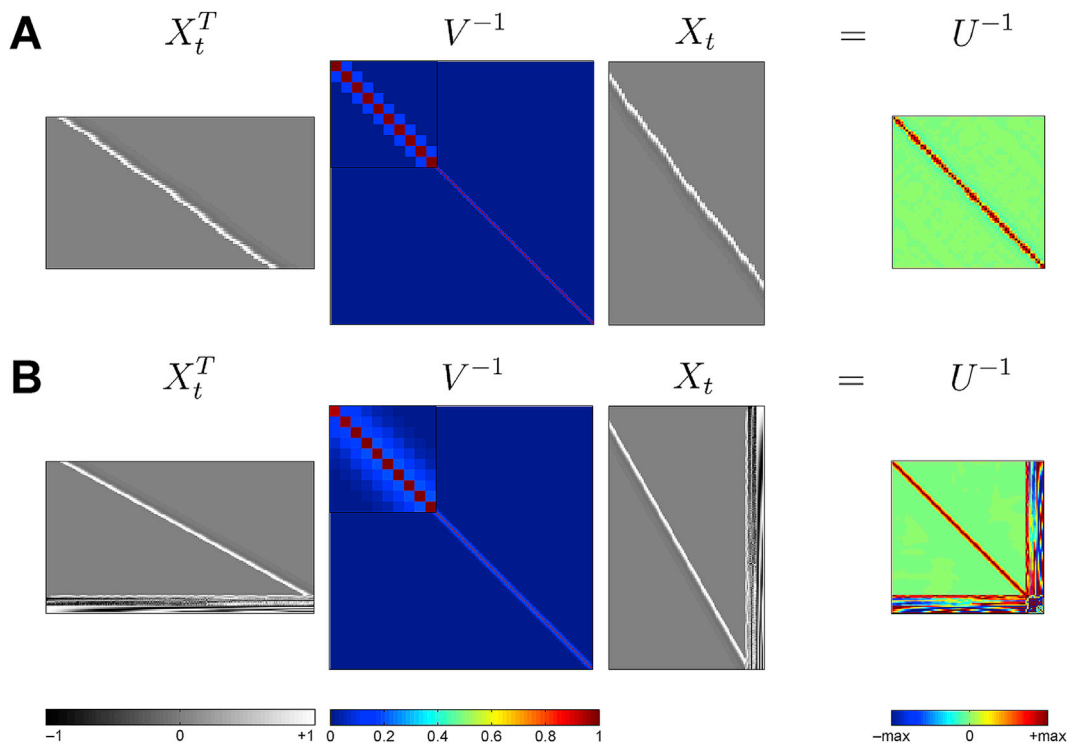 A X_t^T V^{-1} X_t = U^{-1}
B X_t^T V^{-1} X_t = U^{-1}
−1 0 +1 0 0.2 0.4 0.6 0.8 1 −max 0 +max